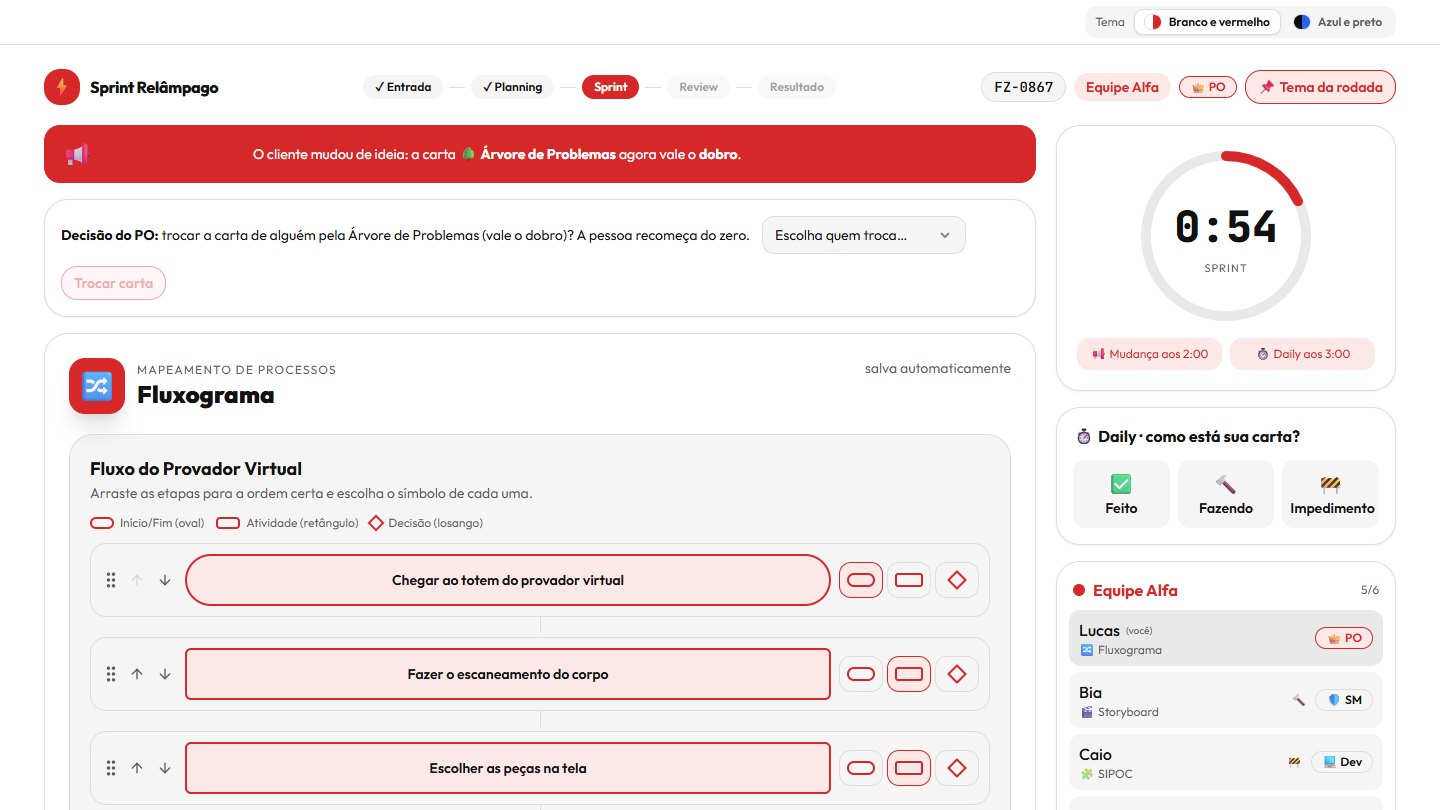 Tema Branco e vermelho Azul e preto
Sprint Relâmpago
✓ Entrada ✓ Planning Sprint Review Resultado
FZ-0867 Equipe Alfa PO Tema da rodada
O cliente mudou de ideia: a carta Árvore de Problemas agora vale o dobro.
Decisão do PO: trocar a carta de alguém pela Árvore de Problemas (vale o dobro)? A pessoa recomeça do zero. Escolha quem troca...
Trocar carta
MAPEAMENTO DE PROCESSOS
Fluxograma
salva automaticamente
Fluxo do Provador Virtual
Arraste as etapas para a ordem certa e escolha o símbolo de cada uma.
Início/Fim (oval) Atividade (retângulo) Decisão (losango)
Chegar ao totem do provador virtual
Fazer o escaneamento do corpo
Escolher as peças na tela
0:54
SPRINT
Mudança aos 2:00 Daily aos 3:00
Daily · como está sua carta?
Feito Fazendo Impedimento
Equipe Alfa 5/6
Lucas (você) PO
Fluxograma
Bia SM
Storyboard
Caio Dev
SIPOC